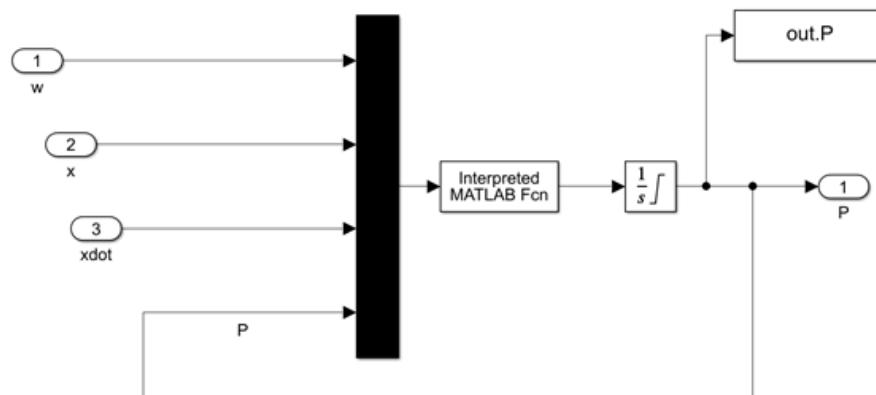 out.P
1
w
2
x
Interpreted
MATLAB Fcn
1
s
1
P
3
xdot
P